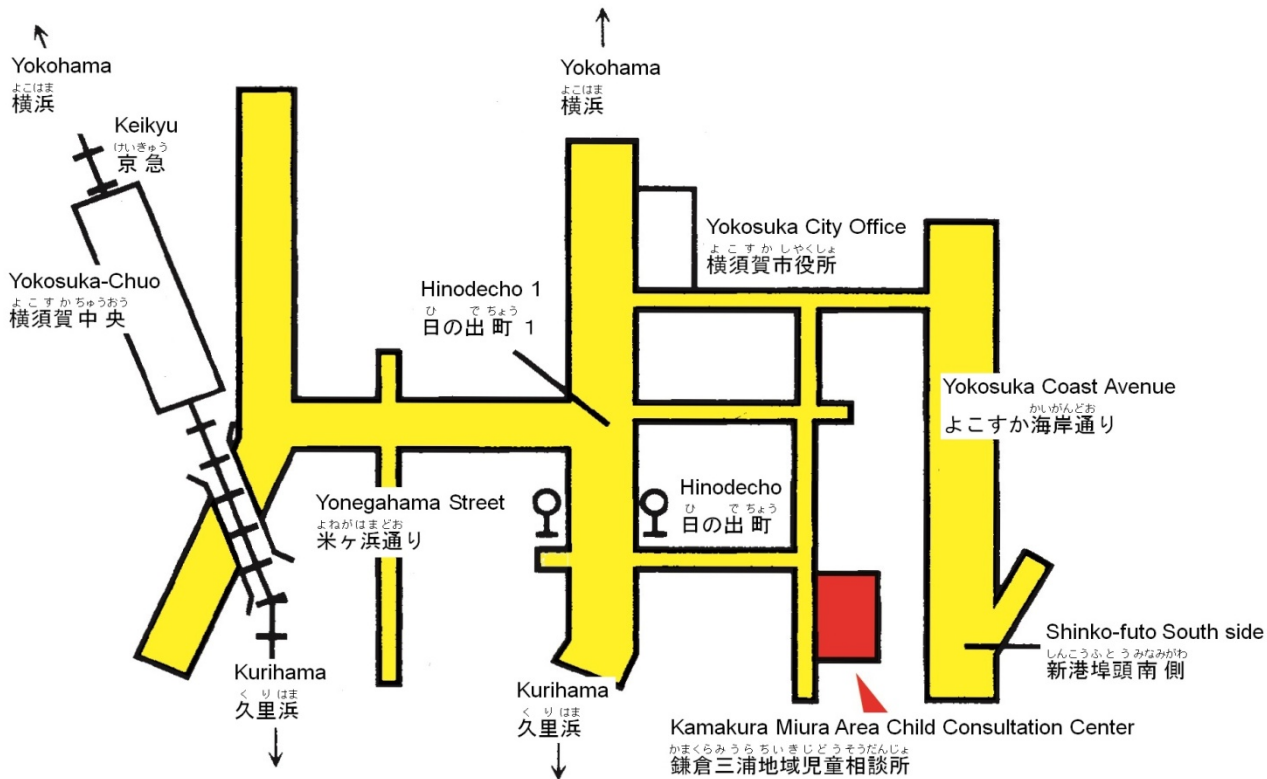 Yokohama
よこはま
横浜
Keikyu
けいきゅう
京急
Yokohama
よこはま
横浜
Yokosuka City Office
よこすかしやくしょ
横須賀市役所
Yokosuka-Chuo
よこすかちゅうおう
横須賀中央
Hinodecho 1
ひ で ちょう
日の出町 1
Yokosuka Coast Avenue
かいがんどお
よこすか海岸通り
Yonegahama Street
よねがはまどお
米ヶ浜通り
Hinodecho
ひ で ちょう
日の出町
Shinko-futo South side
しんこうふとうみなみがわ
新港埠頭南側
Kurihama
くりはま
久里浜
Kurihama
くりはま
久里浜
Kamakura Miura Area Child Consultation Center
かまくらみうらちいきじどうそうだんじょ
鎌倉三浦地域児童相談所